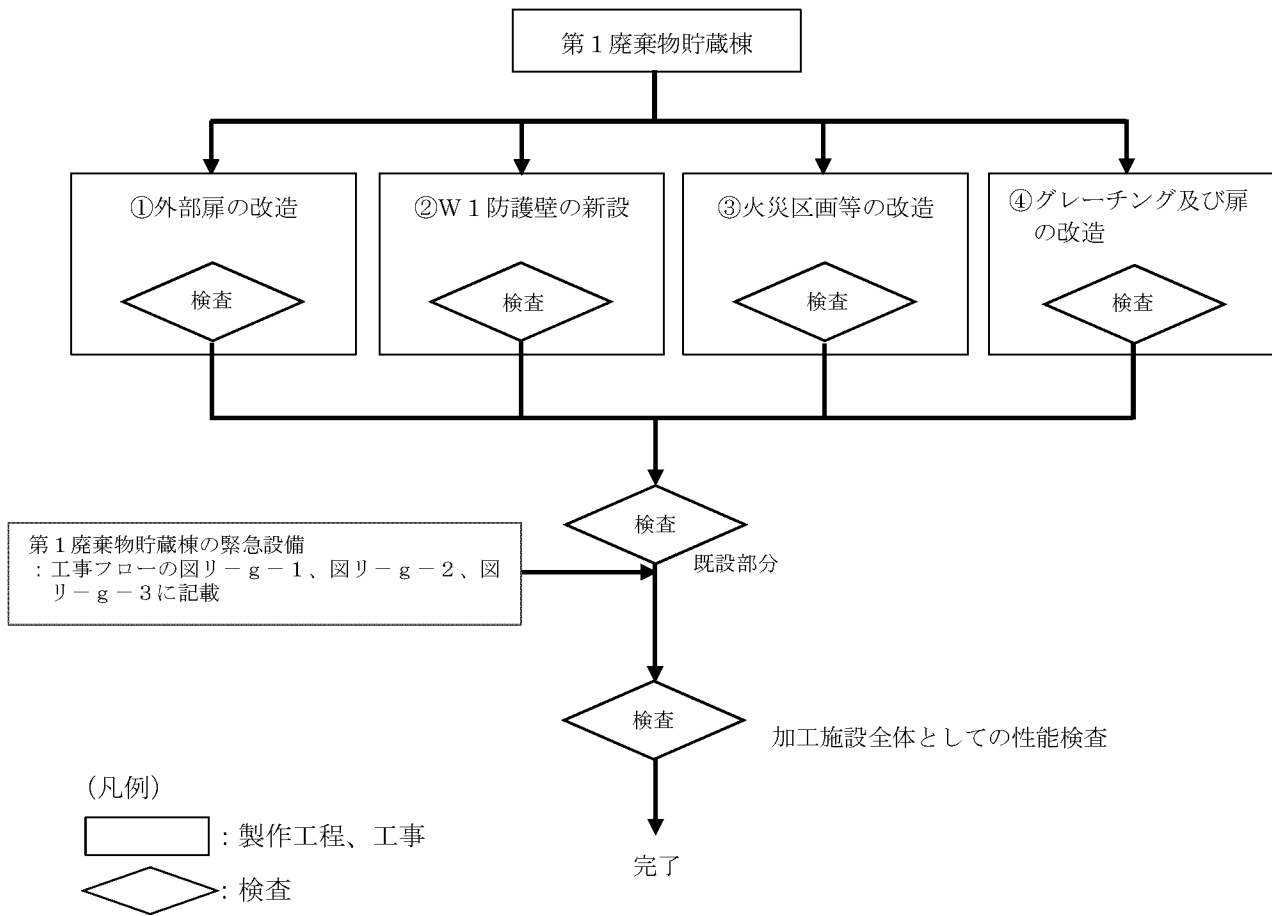 第１廃棄物貯蔵棟
①外部扉の改造
②Ｗ１防護壁の新設
③火災区画等の改造
④グレーチング及び扉
の改造
検査
検査
検査
検査
検査
既設部分
第１廃棄物貯蔵棟の緊急設備
：工事フローの図リ－ｇ－１、図リ－ｇ－２、図
リ－ｇ－３に記載
検査
加工施設全体としての性能検査
完了
（凡例）
：製作工程、工事
：検査